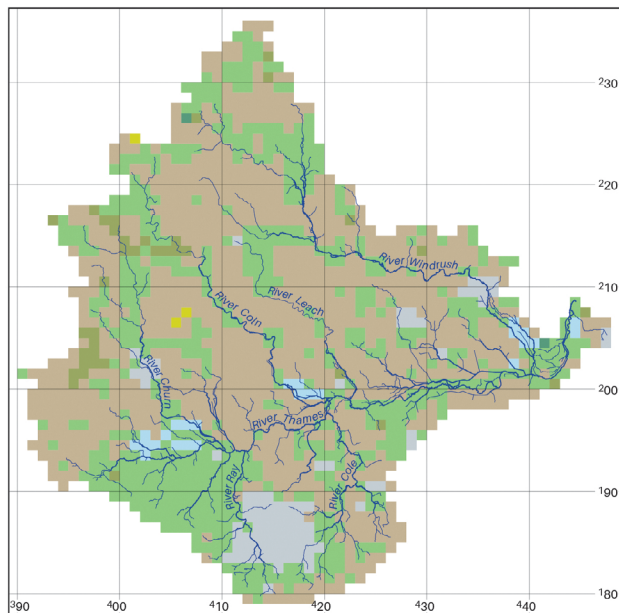 230
220
River Windrush
210
River Leach
River Coln
River Churn
200
River Thames
River Ray
River Cole
190
180
390
400
410
420
430
440